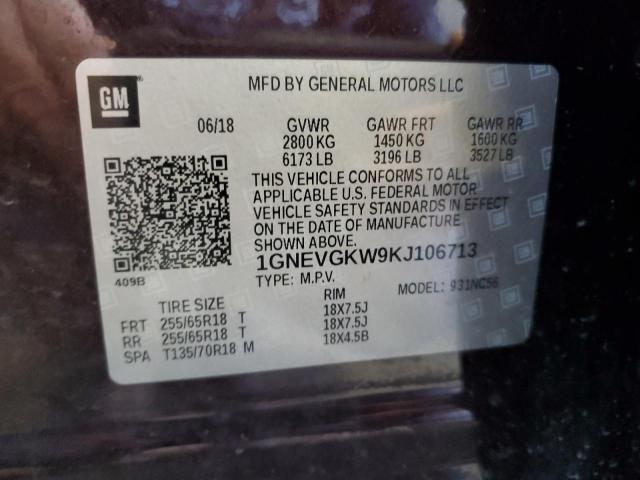 GM
MFD BY GENERAL MOTORS LLC
06/18 GVWR GAWR FRT GAWR RR
2800 KG 1450 KG 1600 KG
6173 LB 3196 LB 3527 LB
THIS VEHICLE CONFORMS TO ALL
APPLICABLE U.S. FEDERAL MOTOR
VEHICLE SAFETY STANDARDS IN EFFECT
ON THE DATE OF MANUFACTURE
SHOWN ABOVE.
1GNEVGKW9KJ106713
409B TYPE: M.P.V. MODEL: 931NC56
TIRE SIZE RIM
FRT 255/65R18 T 18X7.5J
RR 255/65R18 T 18X7.5J
SPA T135/70R18 M 18X4.5B